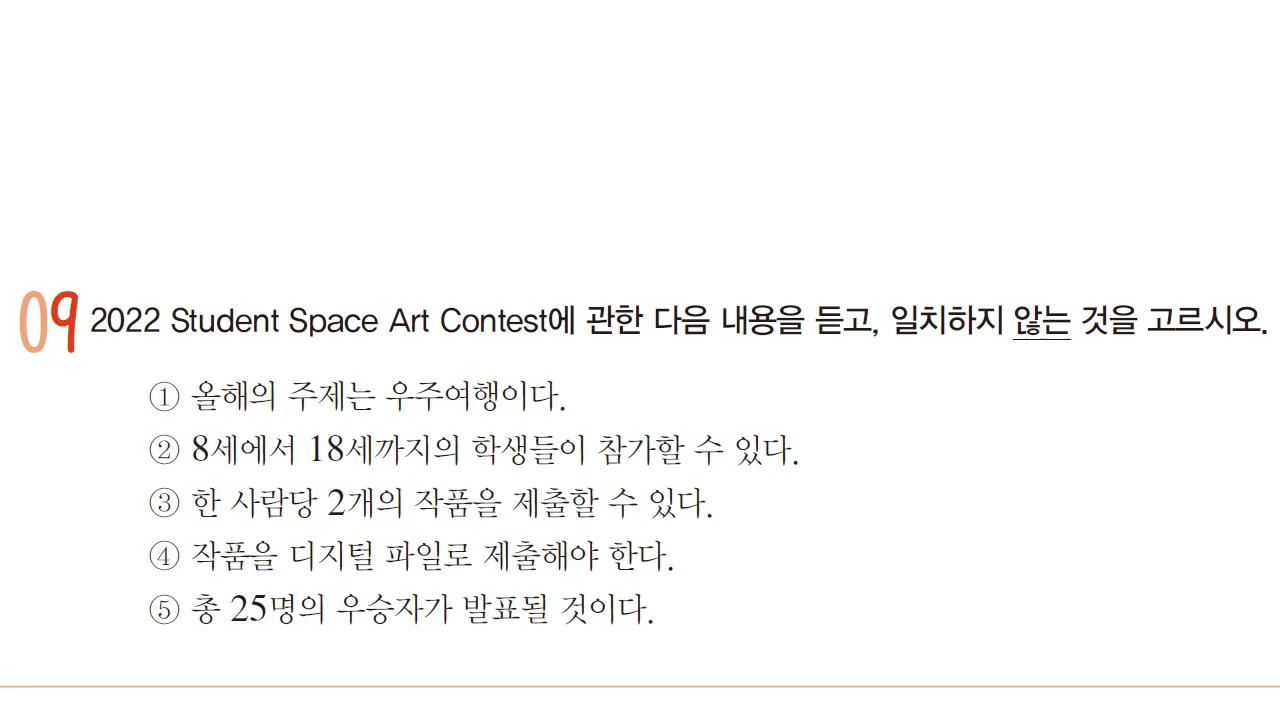 09 2022 Student Space Art Contest에 관한 다음 내용을 듣고, 일치하지 않는 것을 고르시오.
① 올해의 주제는 우주여행이다.
② 8세에서 18세까지의 학생들이 참가할 수 있다.
③ 한 사람당 2개의 작품을 제출할 수 있다.
④ 작품을 디지털 파일로 제출해야 한다.
⑤ 총 25명의 우승자가 발표될 것이다.